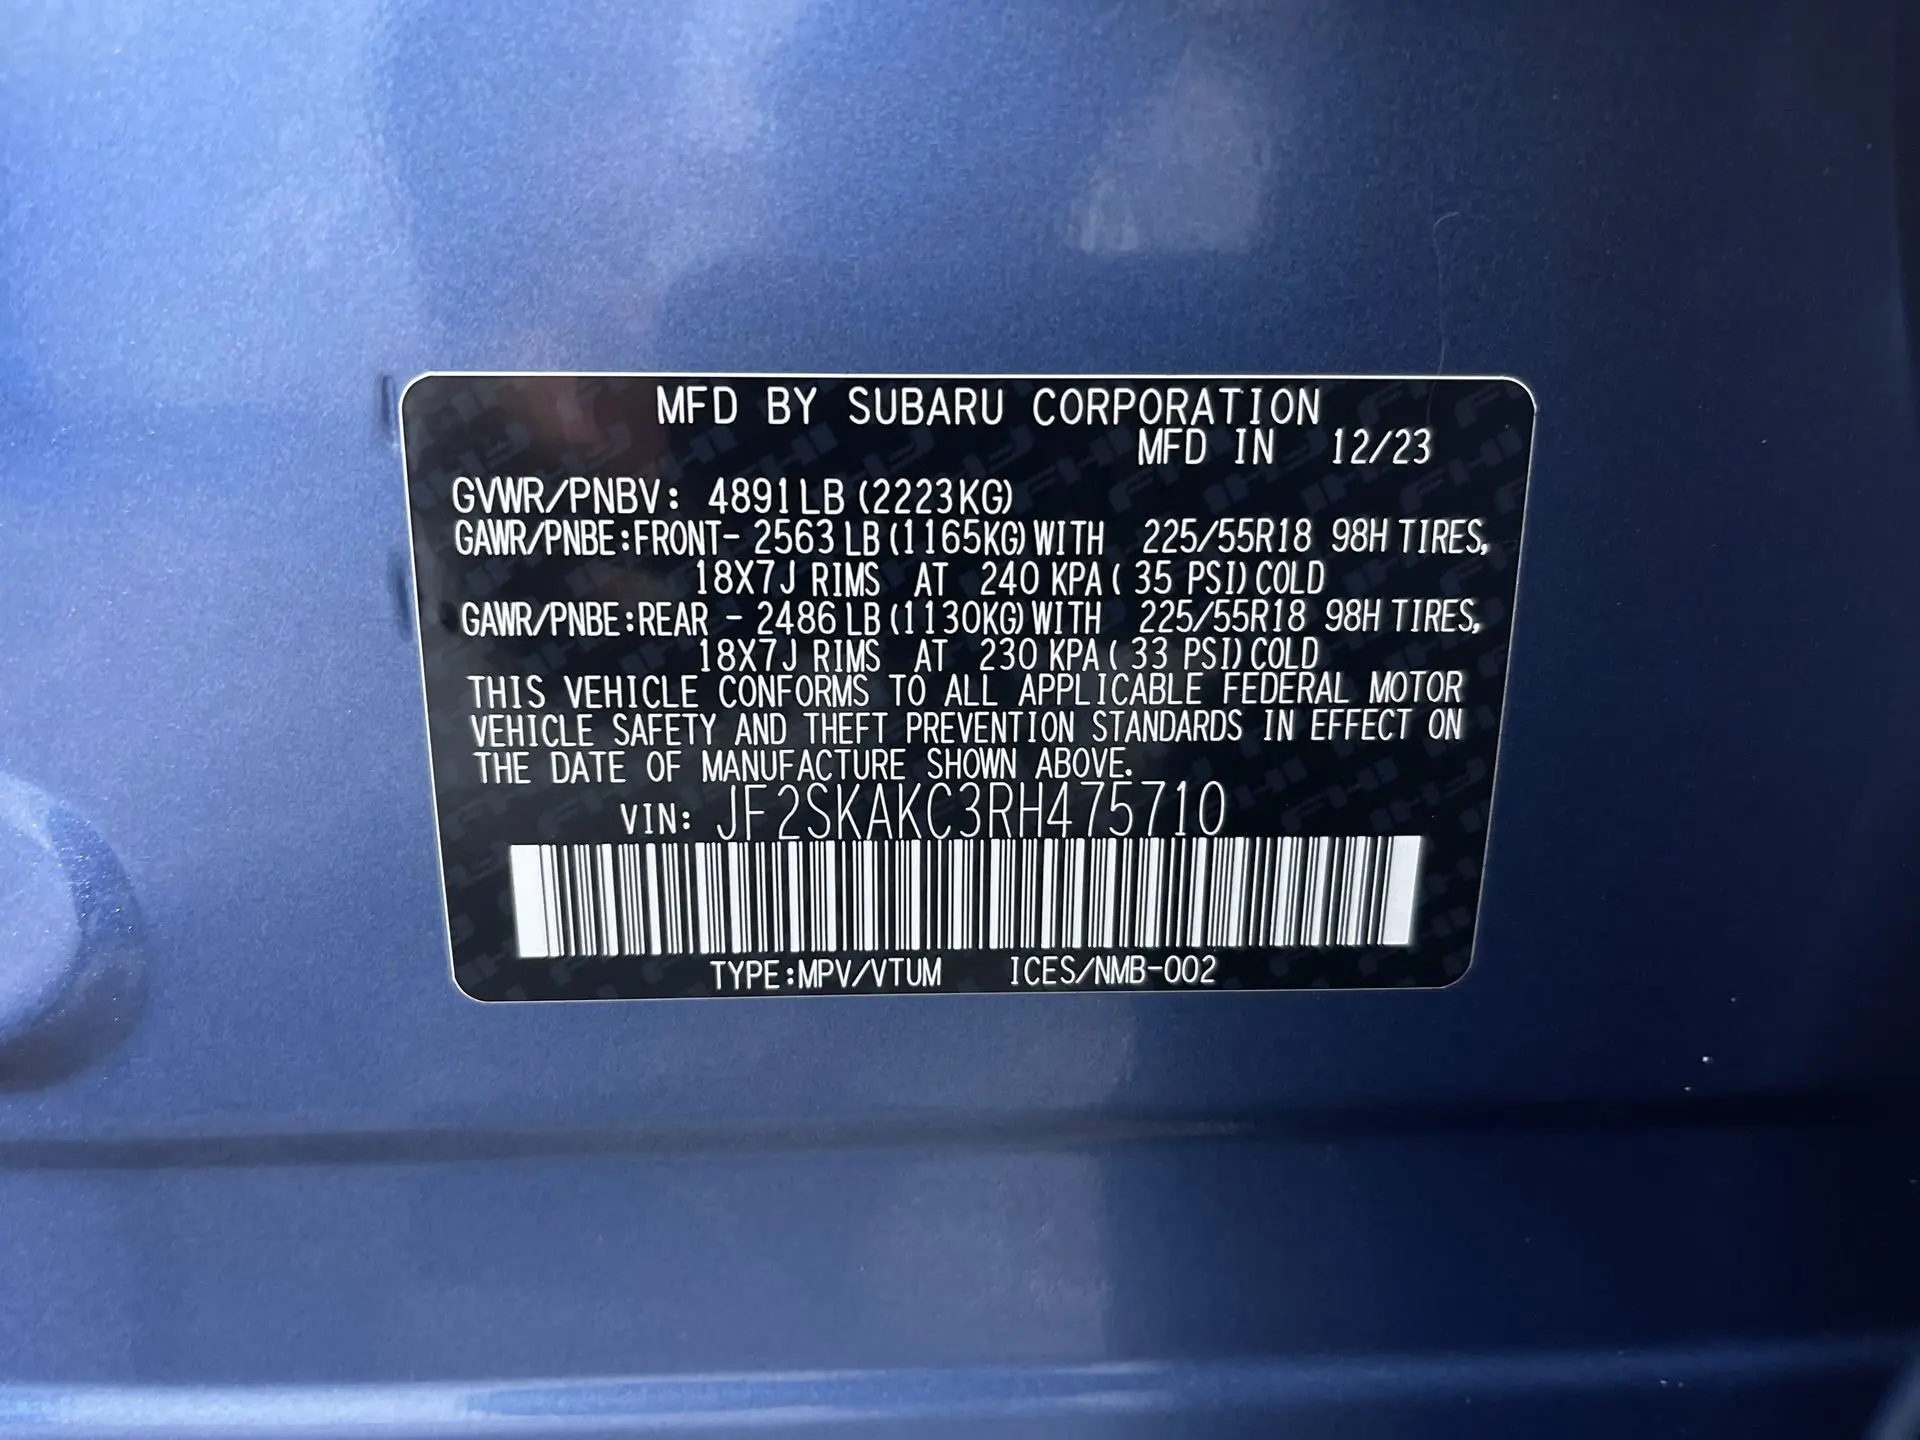 MFD BY SUBARU CORPORATION
MFD IN 12/23
GVWR/PNBV: 4891LB (2223KG)
GAWR/PNBE:FRONT- 2563 LB (1165KG) WITH 225/55R18 98H TIRES,
18X7J RIMS AT 240 KPA ( 35 PSI) COLD
GAWR/PNBE:REAR - 2486 LB (1130KG) WITH 225/55R18 98H TIRES,
18X7J RIMS AT 230 KPA ( 33 PSI) COLD
THIS VEHICLE CONFORMS TO ALL APPLICABLE FEDERAL MOTOR
VEHICLE SAFETY AND THEFT PREVENTION STANDARDS IN EFFECT ON
THE DATE OF MANUFACTURE SHOWN ABOVE.
VIN: JF2SKAKC3RH475710
TYPE:MPV/VTUM ICES/NMB-002